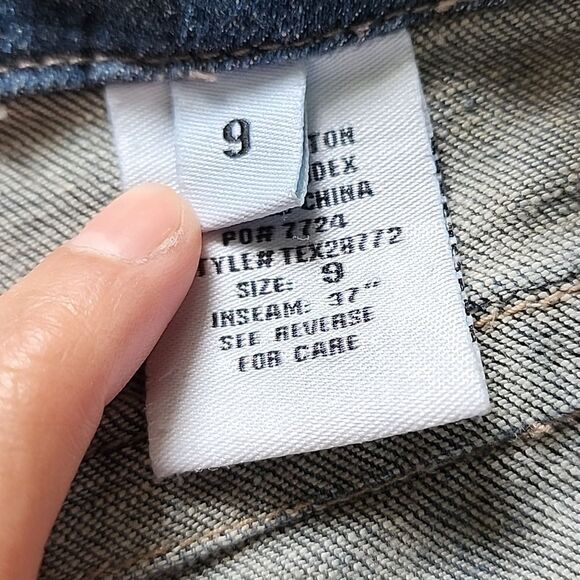 9
TON
DEX
CHINA
PO# 7724
TYLE# TEX28772
SIZE: 9
INSEAM: 37"
SEE REVERSE
FOR CARE